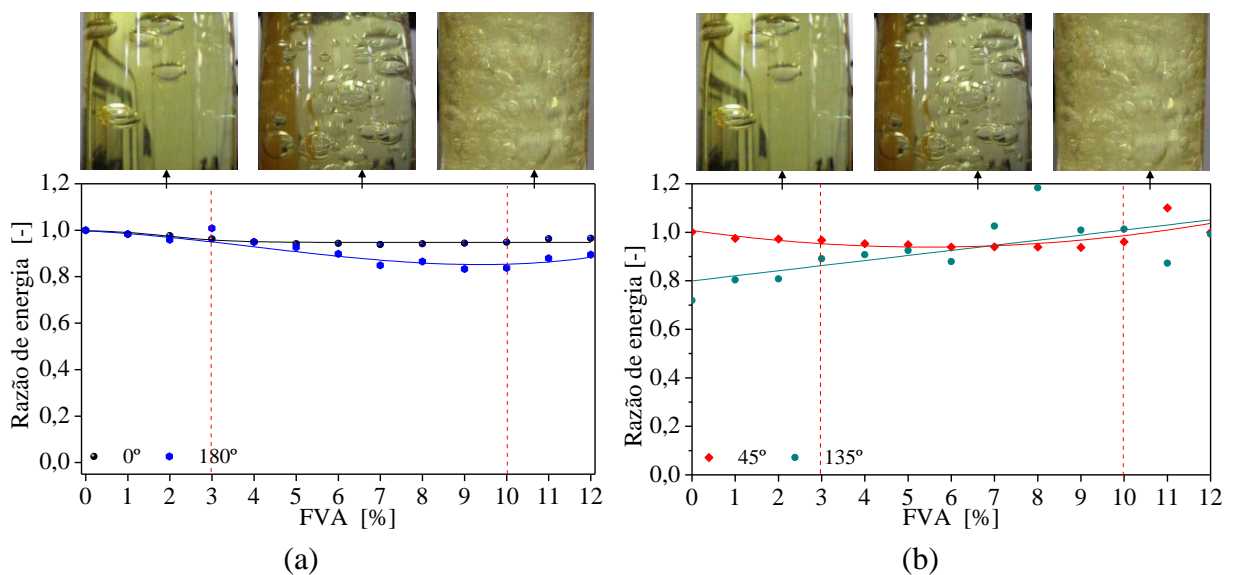 1,2
1,0
0,8
0,6
0,4
0,2
0,0
Razão de energia [-]
0º 180º
0 1 2 3 4 5 6 7 8 9 10 11 12
FVA [%]
(a)
1,2
1,0
0,8
0,6
0,4
0,2
0,0
Razão de energia [-]
45º 135º
0 1 2 3 4 5 6 7 8 9 10 11 12
FVA [%]
(b)